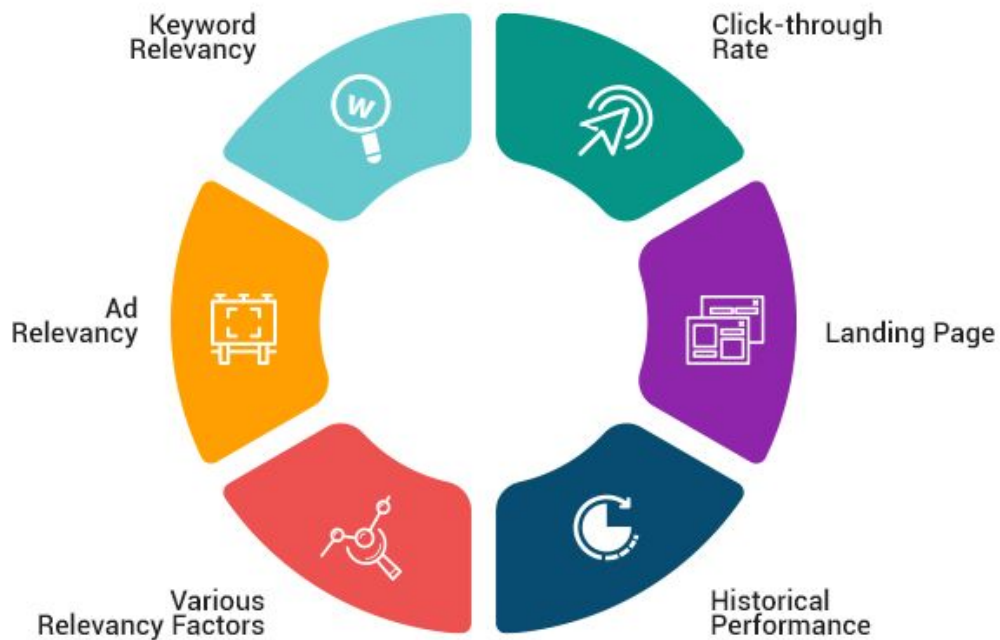 Keyword
Relevancy
Click-through
Rate
Ad
Relevancy
Landing Page
Various
Relevancy Factors
Historical
Performance
W